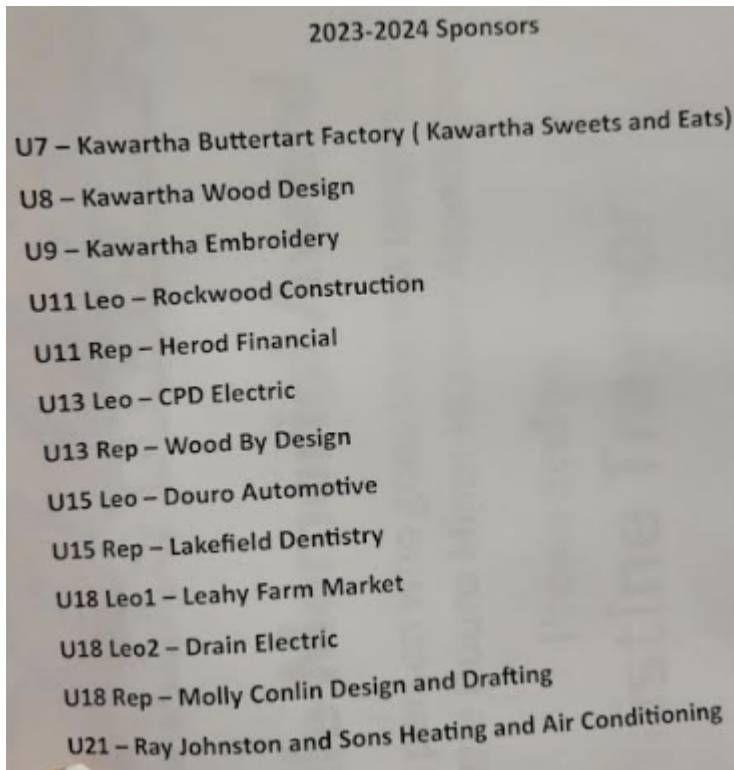 2023-2024 Sponsors
U7 – Kawartha Buttertart Factory ( Kawartha Sweets and Eats)
U8 – Kawartha Wood Design
U9 – Kawartha Embroidery
U11 Leo – Rockwood Construction
U11 Rep – Herod Financial
U13 Leo – CPD Electric
U13 Rep – Wood By Design
U15 Leo – Douro Automotive
U15 Rep – Lakefield Dentistry
U18 Leo1 – Leahy Farm Market
U18 Leo2 – Drain Electric
U18 Rep – Molly Conlin Design and Drafting
U21 – Ray Johnston and Sons Heating and Air Conditioning